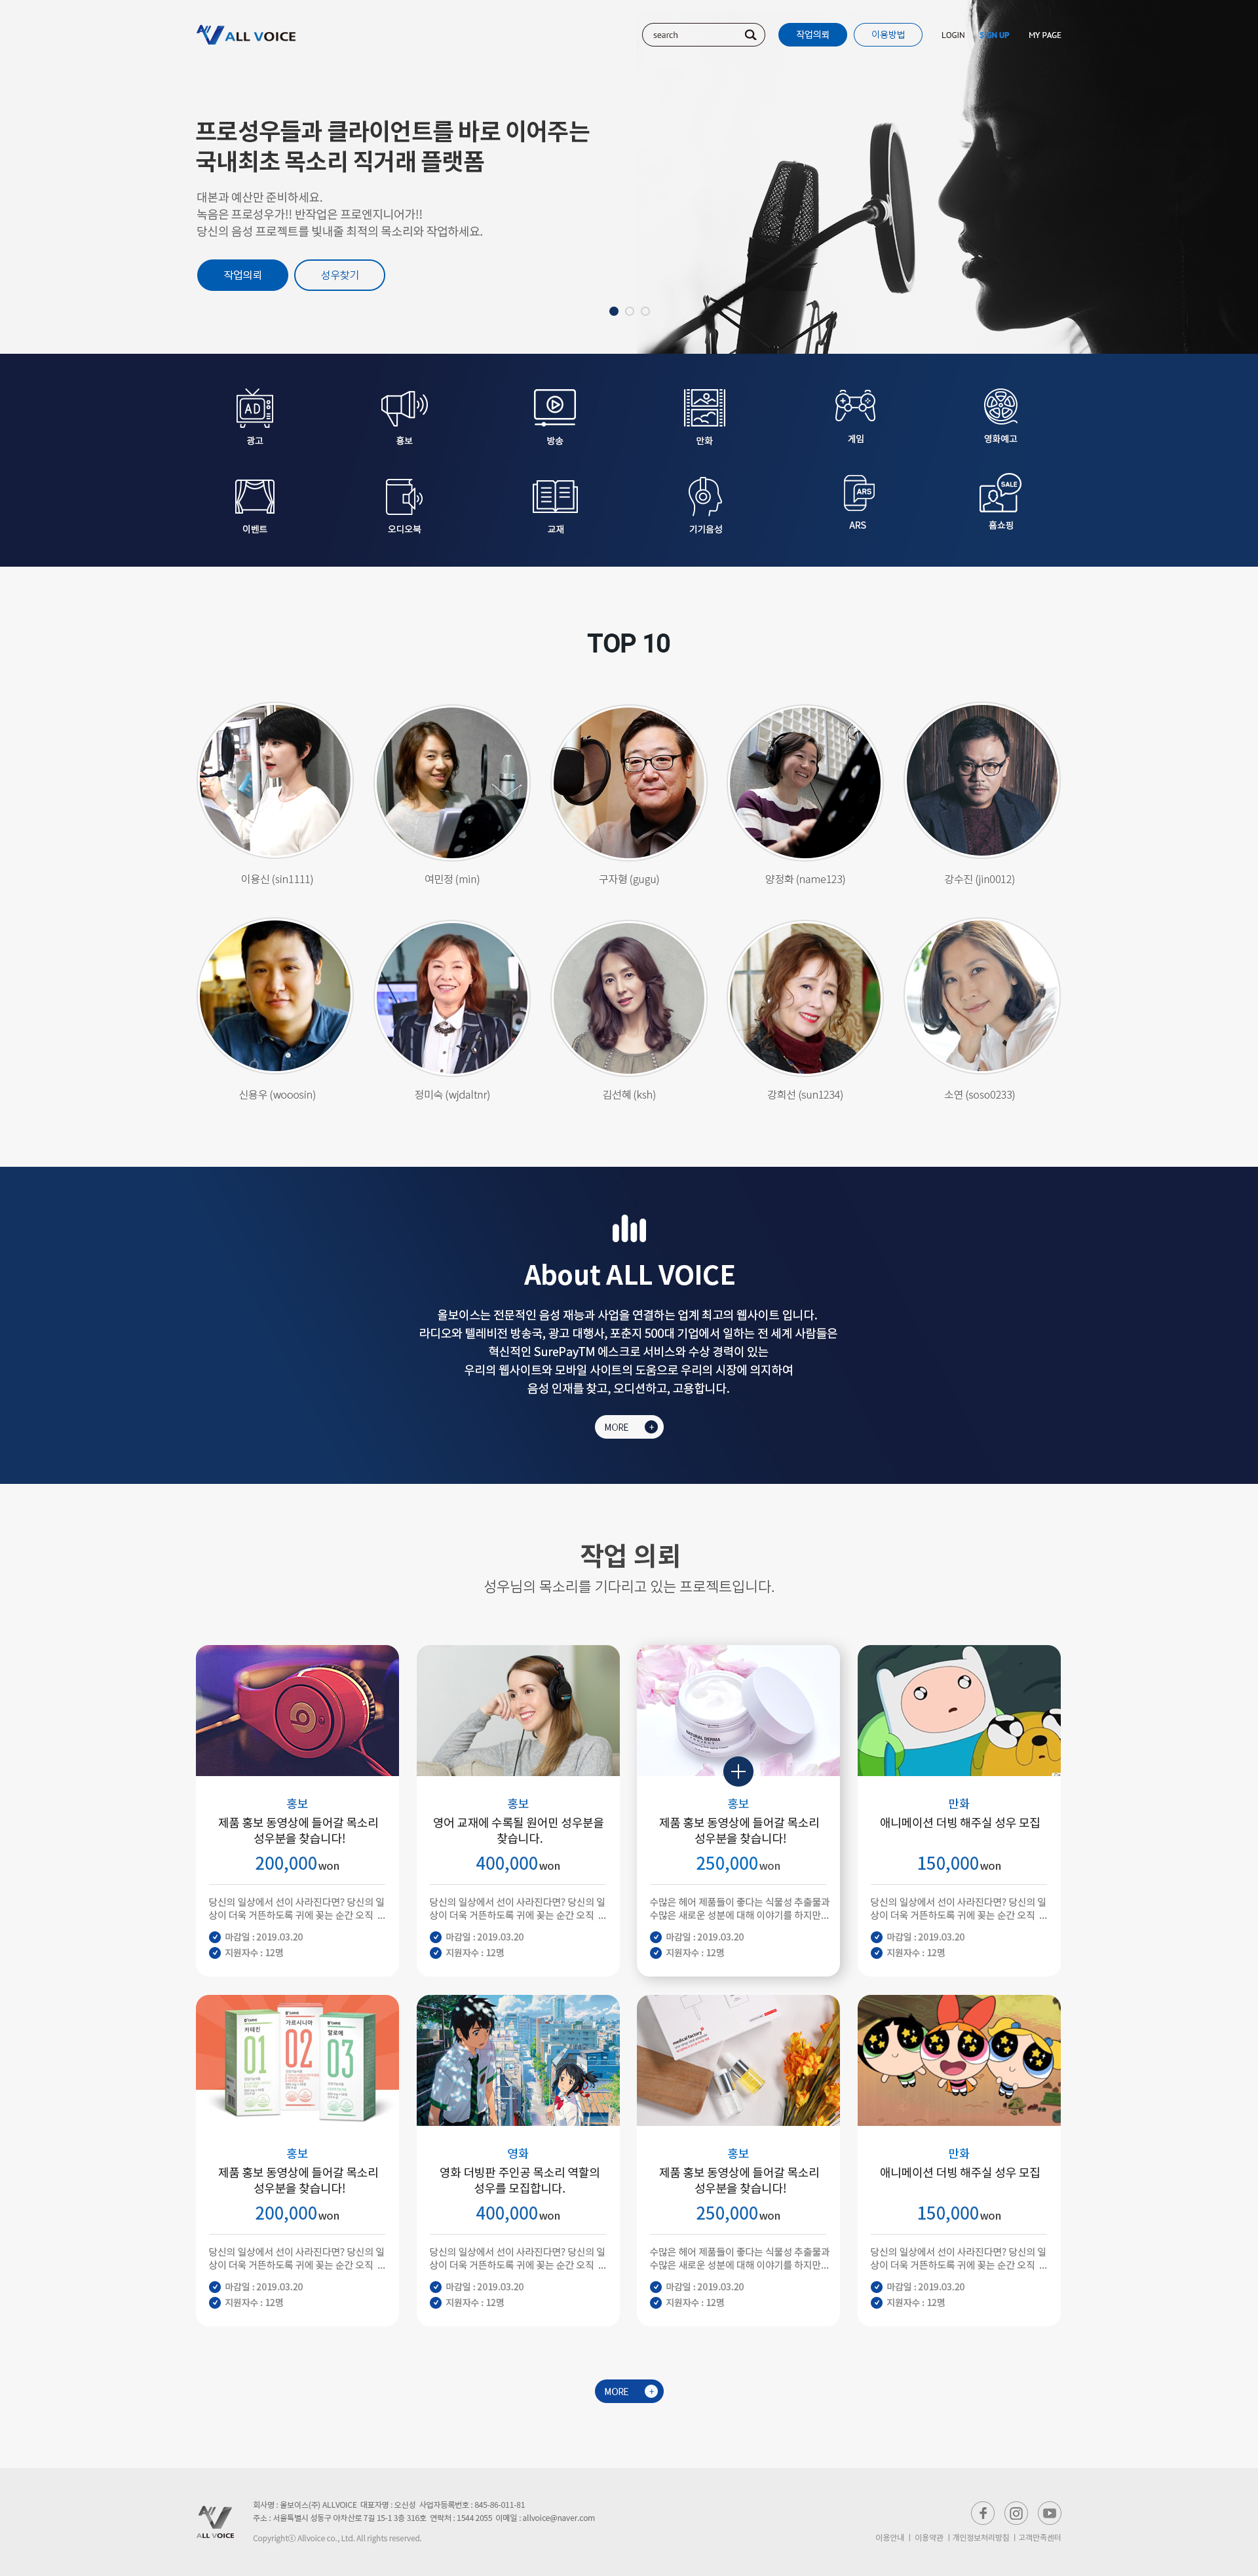 ALL VOICE
search
작업의뢰
이용방법
LOGIN
SIGN UP
MY PAGE
프로성우들과 클라이언트를 바로 이어주는
국내최초 목소리 직거래 플랫폼
대본과 예산만 준비하세요.
녹음은 프로성우가!! 반작업은 프로엔지니어가!!
당신의 음성 프로젝트를 빛내줄 최적의 목소리와 작업하세요.
작업의뢰
성우찾기
AD
광고
홍보
방송
만화
게임
영화예고
이벤트
오디오북
교재
기기음성
ARS
ARS
SALE
홈쇼핑
TOP 10
이용신 (sin1111)
여민정 (min)
구자형 (gugu)
양정화 (name123)
강수진 (jin0012)
신용우 (wooosin)
정미숙 (wjdaltnr)
김선혜 (ksh)
강희선 (sun1234)
소연 (soso0233)
About ALL VOICE
올보이스는 전문적인 음성 재능과 사업을 연결하는 업계 최고의 웹사이트 입니다.
라디오와 텔레비전 방송국, 광고 대행사, 포춘지 500대 기업에서 일하는 전 세계 사람들은
혁신적인 SurePayTM 에스크로 서비스와 수상 경력이 있는
우리의 웹사이트와 모바일 사이트의 도움으로 우리의 시장에 의지하여
음성 인재를 찾고, 오디션하고, 고용합니다.
MORE +
작업 의뢰
성우님의 목소리를 기다리고 있는 프로젝트입니다.
NATURAL DERMA
PROJECT
홍보
제품 홍보 동영상에 들어갈 목소리
성우분을 찾습니다!
200,000 won
당신의 일상에서 선이 사라진다면? 당신의 일
상이 더욱 거뜬하도록 귀에 꽂는 순간 오직 ...
마감일 : 2019.03.20
지원자수 : 12명
홍보
영어 교재에 수록될 원어민 성우분을
찾습니다.
400,000 won
당신의 일상에서 선이 사라진다면? 당신의 일
상이 더욱 거뜬하도록 귀에 꽂는 순간 오직 ...
마감일 : 2019.03.20
지원자수 : 12명
홍보
제품 홍보 동영상에 들어갈 목소리
성우분을 찾습니다!
250,000 won
수많은 헤어 제품들이 좋다는 식물성 추출물과
수많은 새로운 성분에 대해 이야기를 하지만...
마감일 : 2019.03.20
지원자수 : 12명
만화
애니메이션 더빙 해주실 성우 모집
150,000 won
당신의 일상에서 선이 사라진다면? 당신의 일
상이 더욱 거뜬하도록 귀에 꽂는 순간 오직 ...
마감일 : 2019.03.20
지원자수 : 12명
카테킨
01
가르시니아
02
알로에
03
medical factory
홍보
제품 홍보 동영상에 들어갈 목소리
성우분을 찾습니다!
200,000 won
당신의 일상에서 선이 사라진다면? 당신의 일
상이 더욱 거뜬하도록 귀에 꽂는 순간 오직 ...
마감일 : 2019.03.20
지원자수 : 12명
영화
영화 더빙판 주인공 목소리 역할의
성우를 모집합니다.
400,000 won
당신의 일상에서 선이 사라진다면? 당신의 일
상이 더욱 거뜬하도록 귀에 꽂는 순간 오직 ...
마감일 : 2019.03.20
지원자수 : 12명
홍보
제품 홍보 동영상에 들어갈 목소리
성우분을 찾습니다!
250,000 won
수많은 헤어 제품들이 좋다는 식물성 추출물과
수많은 새로운 성분에 대해 이야기를 하지만...
마감일 : 2019.03.20
지원자수 : 12명
만화
애니메이션 더빙 해주실 성우 모집
150,000 won
당신의 일상에서 선이 사라진다면? 당신의 일
상이 더욱 거뜬하도록 귀에 꽂는 순간 오직 ...
마감일 : 2019.03.20
지원자수 : 12명
MORE +
ALL VOICE
회사명 : 올보이스(주) ALLVOICE 대표자명 : 오신성 사업자등록번호 : 845-86-011-81
주소 : 서울특별시 성동구 아차산로 7길 15-1 3층 316호 연락처 : 1544 2055 이메일 : allvoice@naver.com
Copyrightⓒ Allvoice co., Ltd. All rights reserved.
이용안내 | 이용약관 | 개인정보처리방침 | 고객만족센터